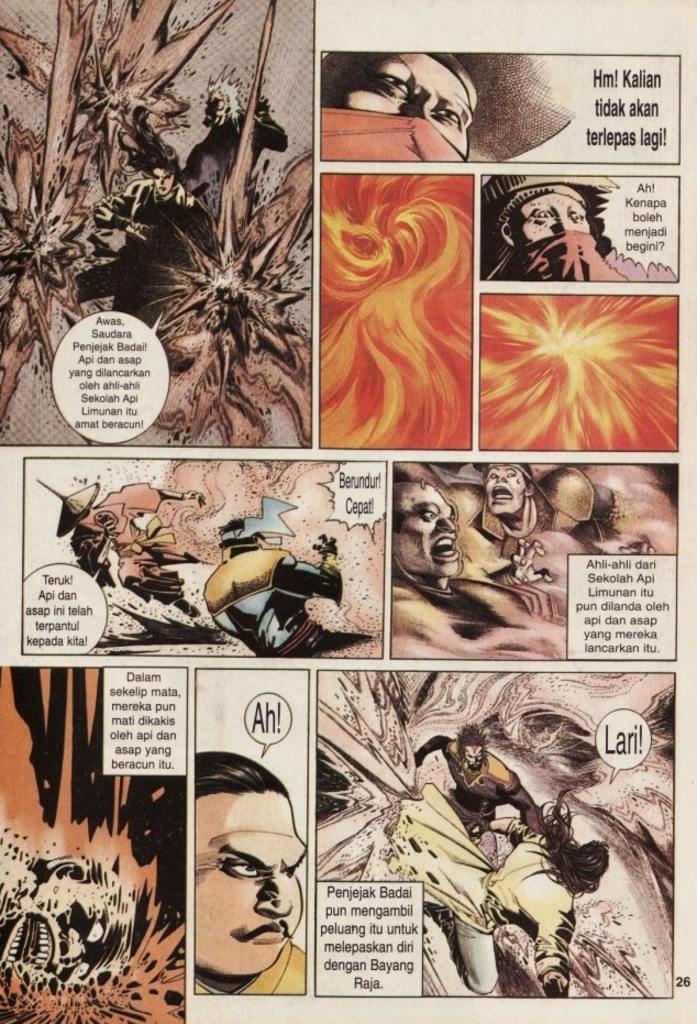 Awas,
Saudara
Penjejak Badai!
Api dan asap
yang dilancarkan
oleh ahli-ahli
Sekolah Api
Limunan itu
amat beracun!
Hm! Kalian
tidak akan
terlepas lagi!
Ah!
Kenapa
boleh
menjadi
begini?
Teruk!
Api dan
asap ini telah
terpantul
kepada kita!
Berundur!
Cepat!
Ahli-ahli dari
Sekolah Api
Limunan itu
pun dilanda oleh
api dan asap
yang mereka
lancarkan itu.
Dalam
sekelip mata,
mereka pun
mati dikakis
oleh api dan
asap yang
beracun itu.
Ah!
Lari!
Penjejak Badai
pun mengambil
peluang itu untuk
melepaskan diri
dengan Bayang
Raja.
26